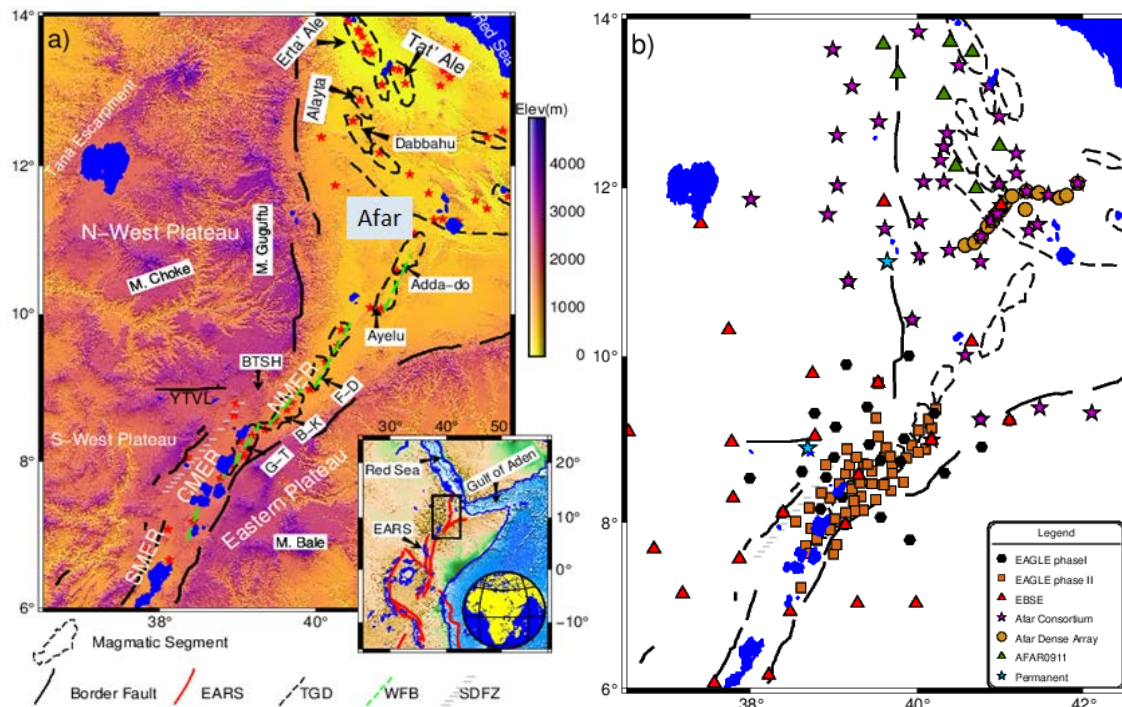 a)
14°
12°
10°
8°
6°
38°
40°
Erta' Ale
Tat' Ale
Red Sea
Alayta
Dabbahu
Tana Escarpment
Afar
N-West Plateau
M. Guguftu
M. Choke
Adda-do
Ayelu
BTSH
YTVL
NMER
F-D
B-K
G-T
S-West Plateau
CMER
SMER
Eastern Plateau
M. Bale
Elev(m)
4000
3000
2000
1000
0
30°
40°
50°
Red Sea
Gulf of Aden
EARS
20°
10°
0°
-10°
Magmatic Segment
Border Fault
EARS
TGD
WFB
SDFZ
b)
14°
12°
10°
8°
6°
38°
40°
42°
Legend
EAGLE phaseI
EAGLE phase II
EBSE
Afar Consortium
Afar Dense Array
AFAR0911
Permanent